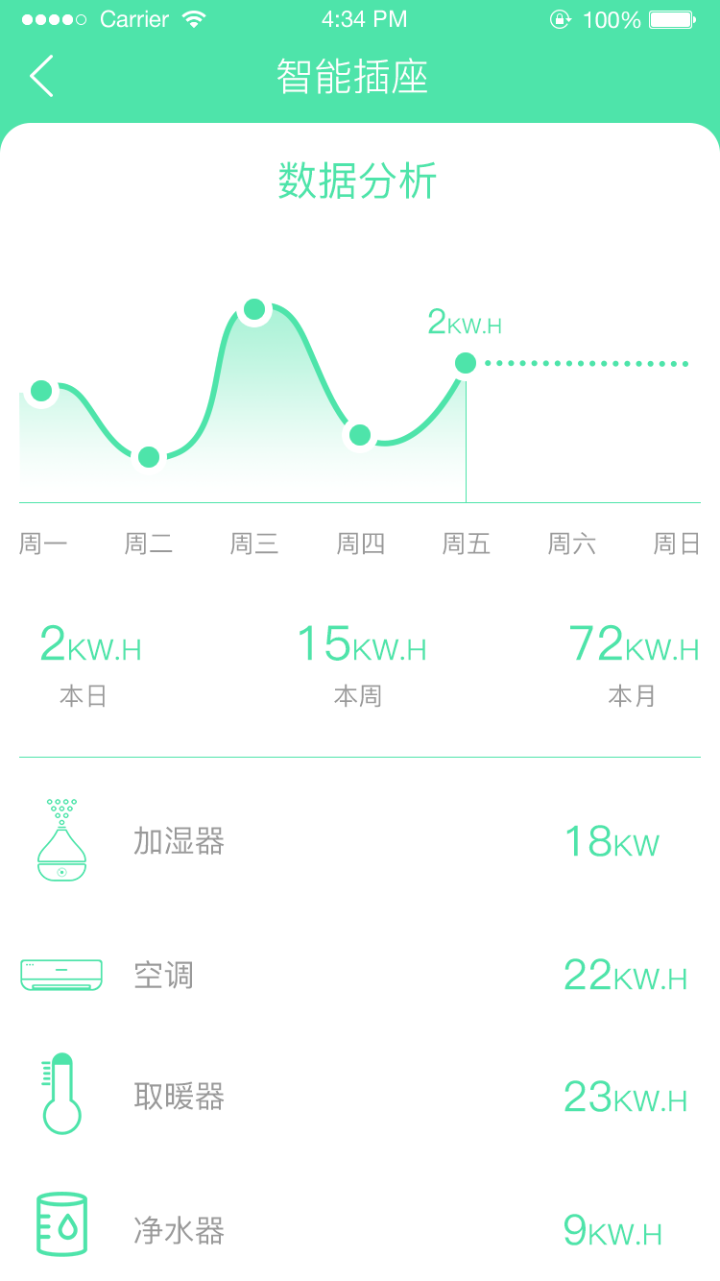 Carrier 4:34 PM 100%
智能插座
数据分析
2KW.H
周一 周二 周三 周四 周五 周六 周日
2KW.H 15KW.H 72KW.H
本日 本周 本月
加湿器 18KW
空调 22KW.H
取暖器 23KW.H
净水器 9KW.H